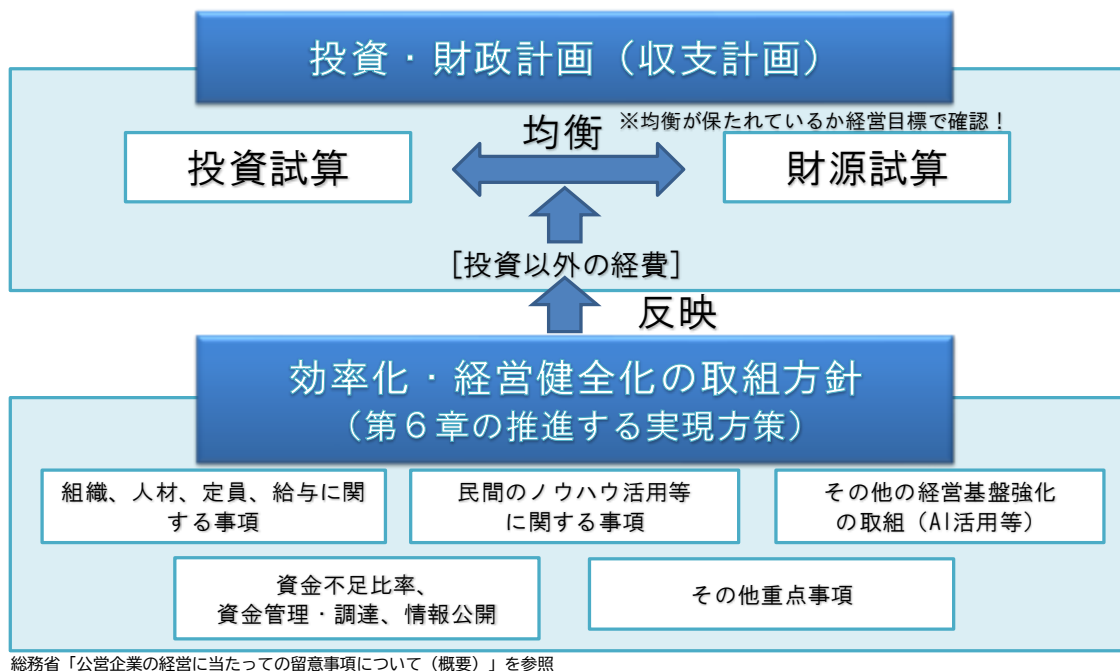 投資・財政計画（収支計画）
均衡
※均衡が保たれているか経営目標で確認！
投資試算
財源試算
[投資以外の経費]
反映
効率化・経営健全化の取組方針
（第６章の推進する実現方策）
組織、人材、定員、給与に関
する事項
民間のノウハウ活用等
に関する事項
その他の経営基盤強化
の取組（AI活用等）
資金不足比率、
資金管理・調達、情報公開
その他重点事項
総務省「公営企業の経営に当たっての留意事項について（概要）」を参照